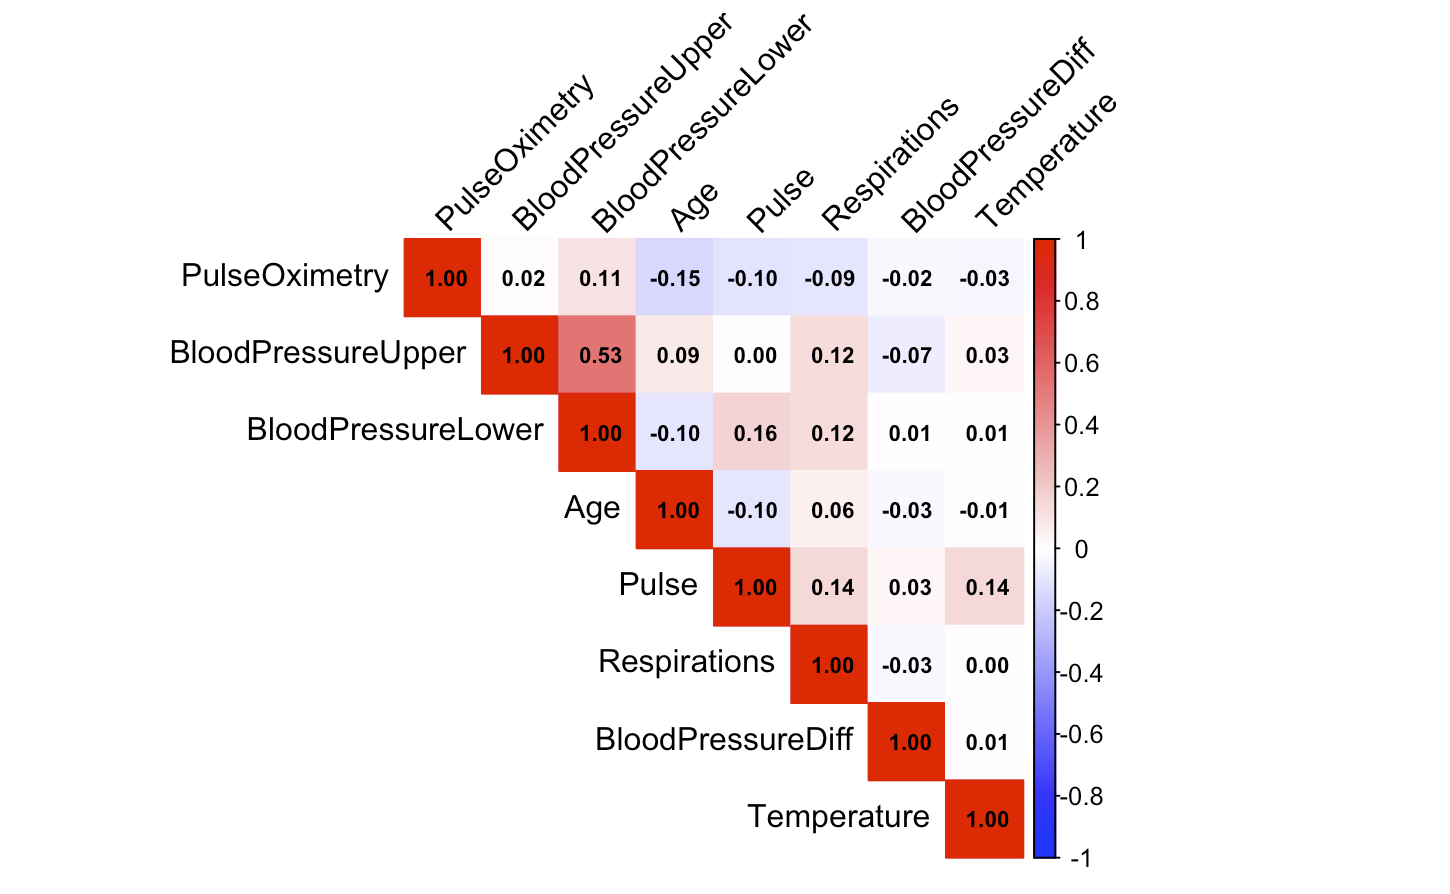 PulseOximetry
BloodPressureUpper
BloodPressureLower
Age
Pulse
Respirations
BloodPressureDiff
Temperature
PulseOximetry 1.00 0.02 0.11 -0.15 -0.10 -0.09 -0.02 -0.03
BloodPressureUpper 1.00 0.53 0.09 0.00 0.12 -0.07 0.03
BloodPressureLower 1.00 -0.10 0.16 0.12 0.01 0.01
Age 1.00 -0.10 0.06 -0.03 -0.01
Pulse 1.00 0.14 0.03 0.14
Respirations 1.00 -0.03 0.00
BloodPressureDiff 1.00 0.01
Temperature 1.00
1
0.8
0.6
0.4
0.2
0
-0.2
-0.4
-0.6
-0.8
-1